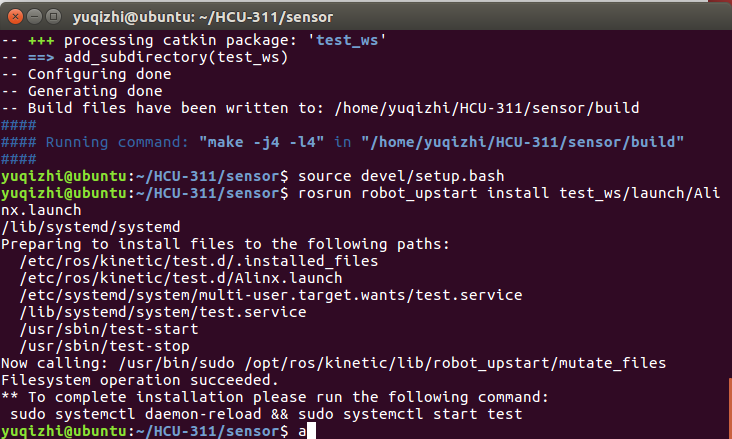 yuqizhi@ubuntu: ~/HCU-311/sensor
-- +++ processing catkin package: 'test_ws'
-- ==> add_subdirectory(test_ws)
-- Configuring done
-- Generating done
-- Build files have been written to: /home/yuqizhi/HCU-311/sensor/build
####
#### Running command: "make -j4 -l4" in "/home/yuqizhi/HCU-311/sensor/build"
####
yuqizhi@ubuntu:~/HCU-311/sensor$ source devel/setup.bash
yuqizhi@ubuntu:~/HCU-311/sensor$ rosrun robot_upstart install test_ws/launch/Ali
nx.launch
/lib/systemd/systemd
Preparing to install files to the following paths:
  /etc/ros/kinetic/test.d/.installed_files
  /etc/ros/kinetic/test.d/Alinx.launch
  /etc/systemd/system/multi-user.target.wants/test.service
  /lib/systemd/system/test.service
  /usr/sbin/test-start
  /usr/sbin/test-stop
Now calling: /usr/bin/sudo /opt/ros/kinetic/lib/robot_upstart/mutate_files
Filesystem operation succeeded.
** To complete installation please run the following command:
 sudo systemctl daemon-reload && sudo systemctl start test
yuqizhi@ubuntu:~/HCU-311/sensor$ a